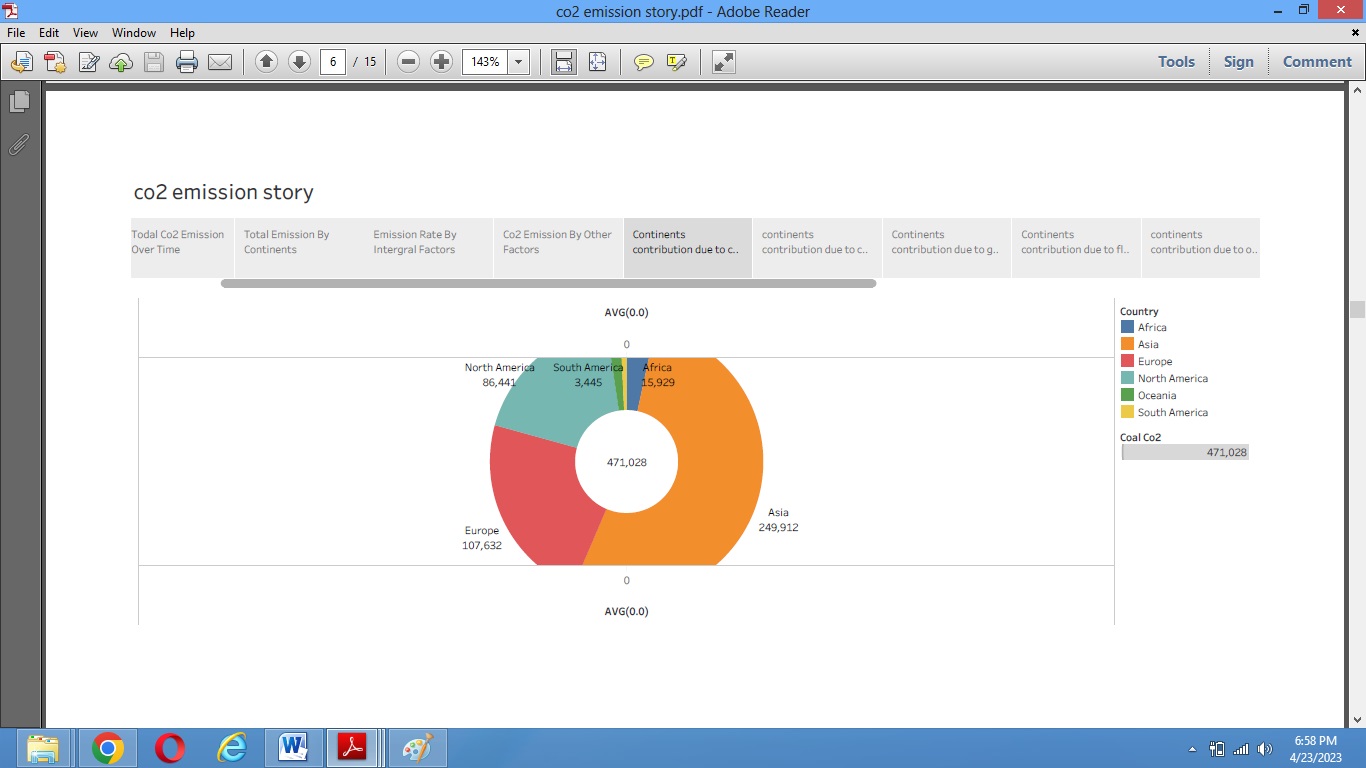 co2 emission story.pdf - Adobe Reader
File Edit View Window Help
6 / 15 143% Tools Sign Comment
co2 emission story
Todal Co2 Emission
Over Time
Total Emission By
Continents
Emission Rate By
Intergral Factors
Co2 Emission By Other
Factors
Continents
contribution due to c..
continents
contribution due to c..
Continents
contribution due to g..
Continents
contribution due to fl..
continents
contribution due to o..
AVG(0.0)
0
North America
86,441
South America
3,445
Africa
15,929
471,028
Asia
249,912
Europe
107,632
0
AVG(0.0)
Country
Africa
Asia
Europe
North America
Oceania
South America
Coal Co2
471,028
6:58 PM
4/23/2023